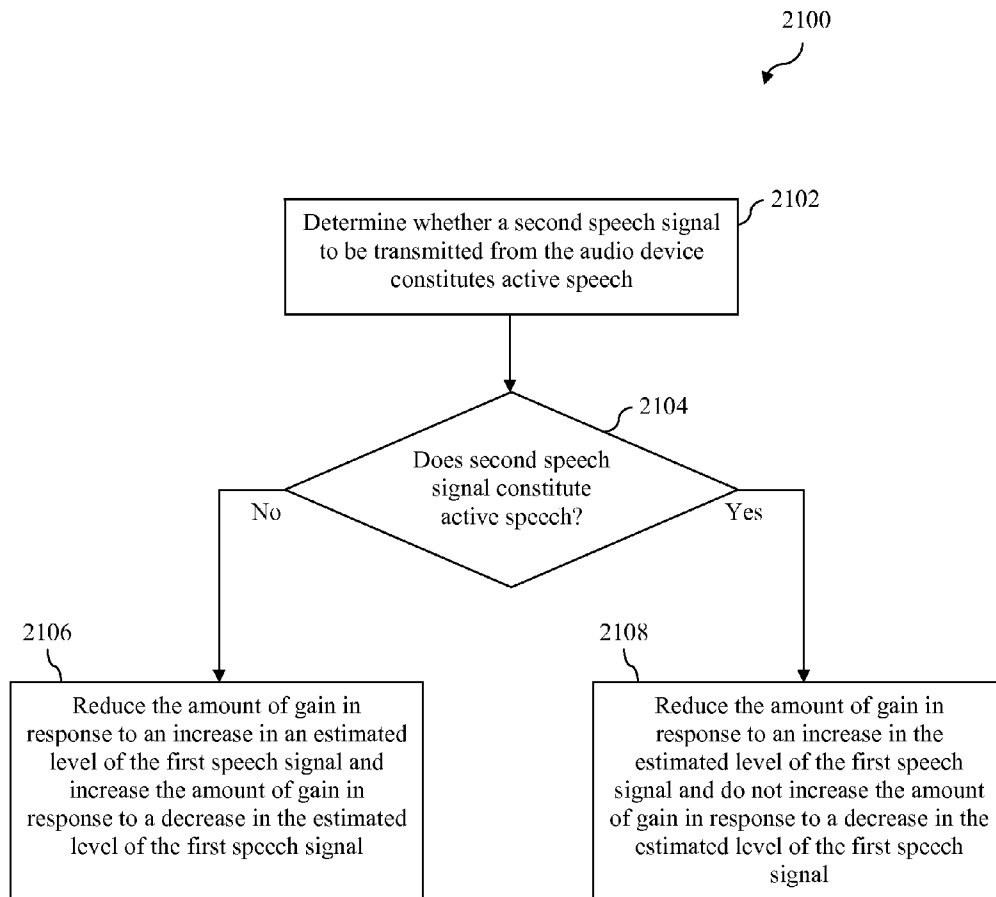 2100
2102
Determine whether a second speech signal
to be transmitted from the audio device
constitutes active speech
2104
Does second speech
signal constitute
active speech?
No
Yes
2106
Reduce the amount of gain in
response to an increase in an estimated
level of the first speech signal and
increase the amount of gain in
response to a decrease in the estimated
level of the first speech signal
2108
Reduce the amount of gain in
response to an increase in the
estimated level of the first speech
signal and do not increase the amount
of gain in response to a decrease in the
estimated level of the first speech
signal